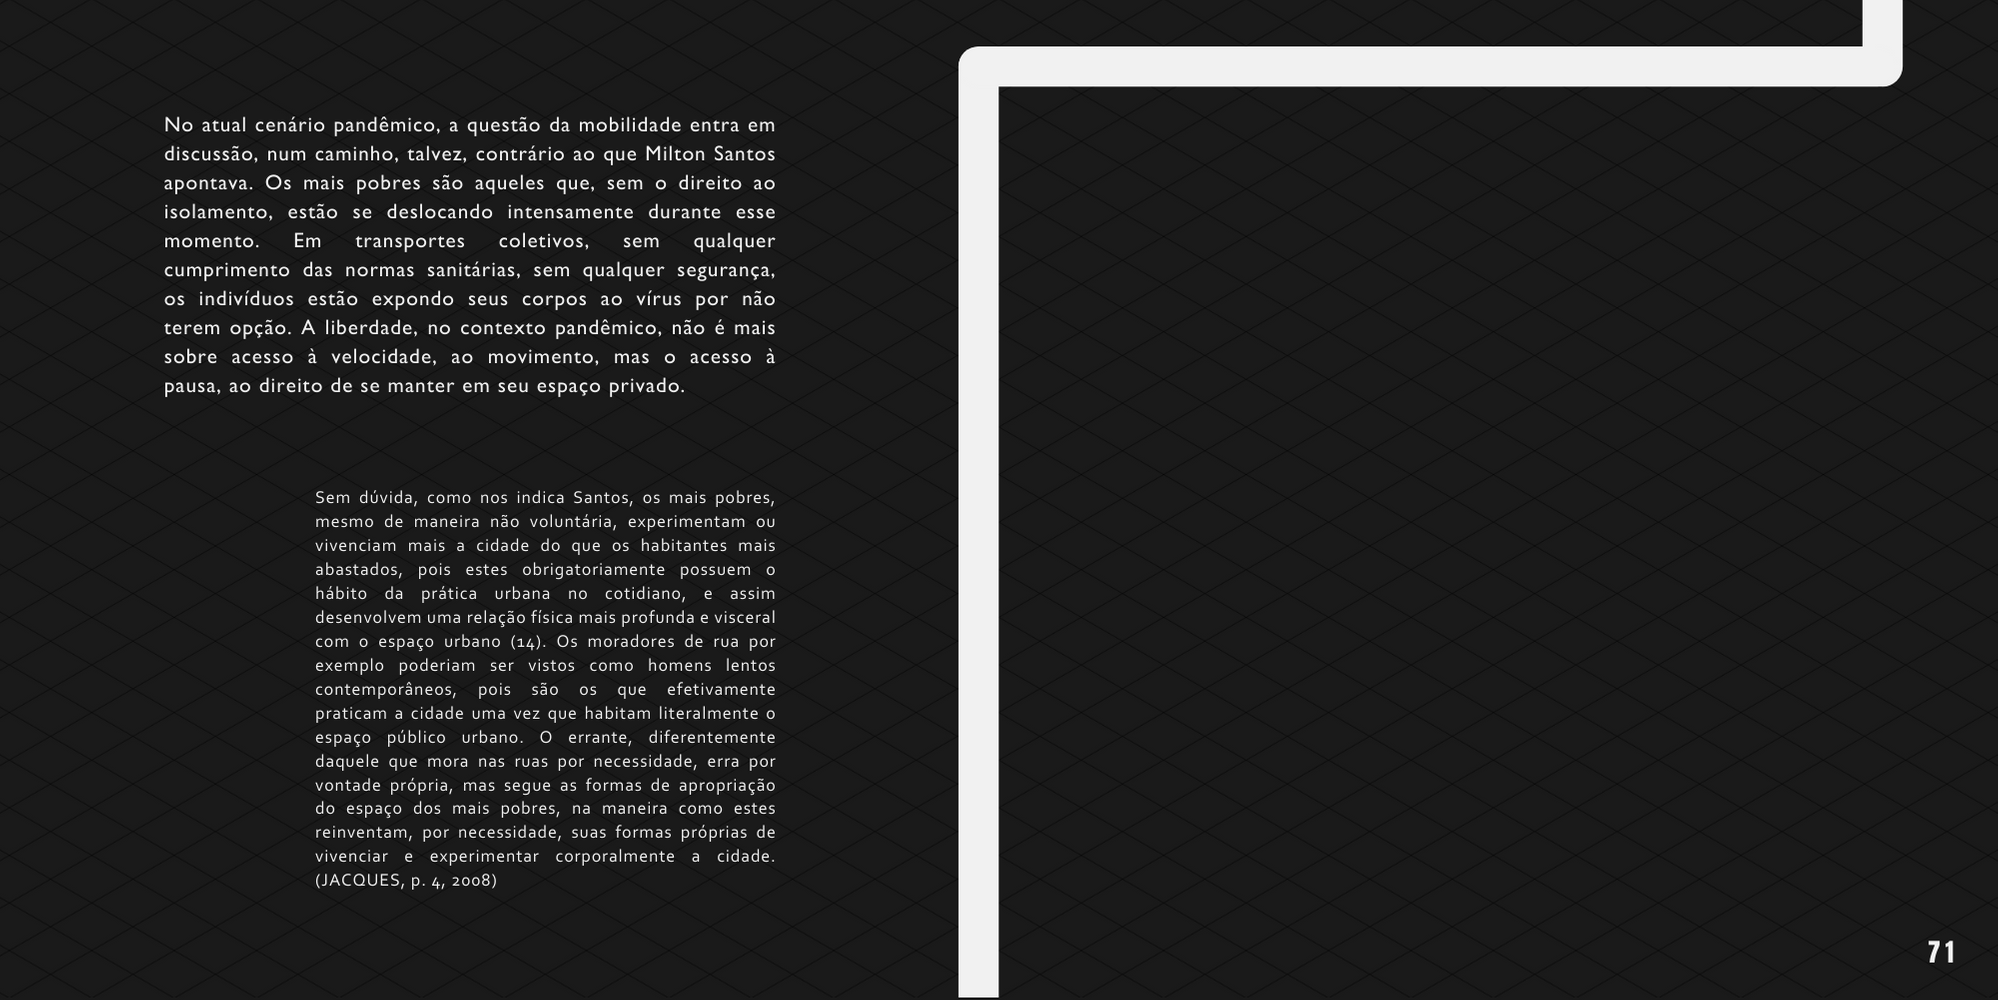 No atual cenário pandêmico, a questão da mobilidade entra em
discussão, num caminho, talvez, contrário ao que Milton Santos
apontava. Os mais pobres são aqueles que, sem o direito ao
isolamento, estão se deslocando intensamente durante esse
momento. Em transportes coletivos, sem qualquer
cumprimento das normas sanitárias, sem qualquer segurança,
os indivíduos estão expondo seus corpos ao vírus por não
terem opção. A liberdade, no contexto pandêmico, não é mais
sobre acesso à velocidade, ao movimento, mas o acesso à
pausa, ao direito de se manter em seu espaço privado.
Sem dúvida, como nos indica Santos, os mais pobres,
mesmo de maneira não voluntária, experimentam ou
vivenciam mais a cidade do que os habitantes mais
abastados, pois estes obrigatoriamente possuem o
hábito da prática urbana no cotidiano, e assim
desenvolvem uma relação física mais profunda e visceral
com o espaço urbano (14). Os moradores de rua por
exemplo poderiam ser vistos como homens lentos
contemporâneos, pois são os que efetivamente
praticam a cidade uma vez que habitam literalmente o
espaço público urbano. O errante, diferentemente
daquele que mora nas ruas por necessidade, erra por
vontade própria, mas segue as formas de apropriação
do espaço dos mais pobres, na maneira como estes
reinventam, por necessidade, suas formas próprias de
vivenciar e experimentar corporalmente a cidade.
(JACQUES, p. 4, 2008)
71